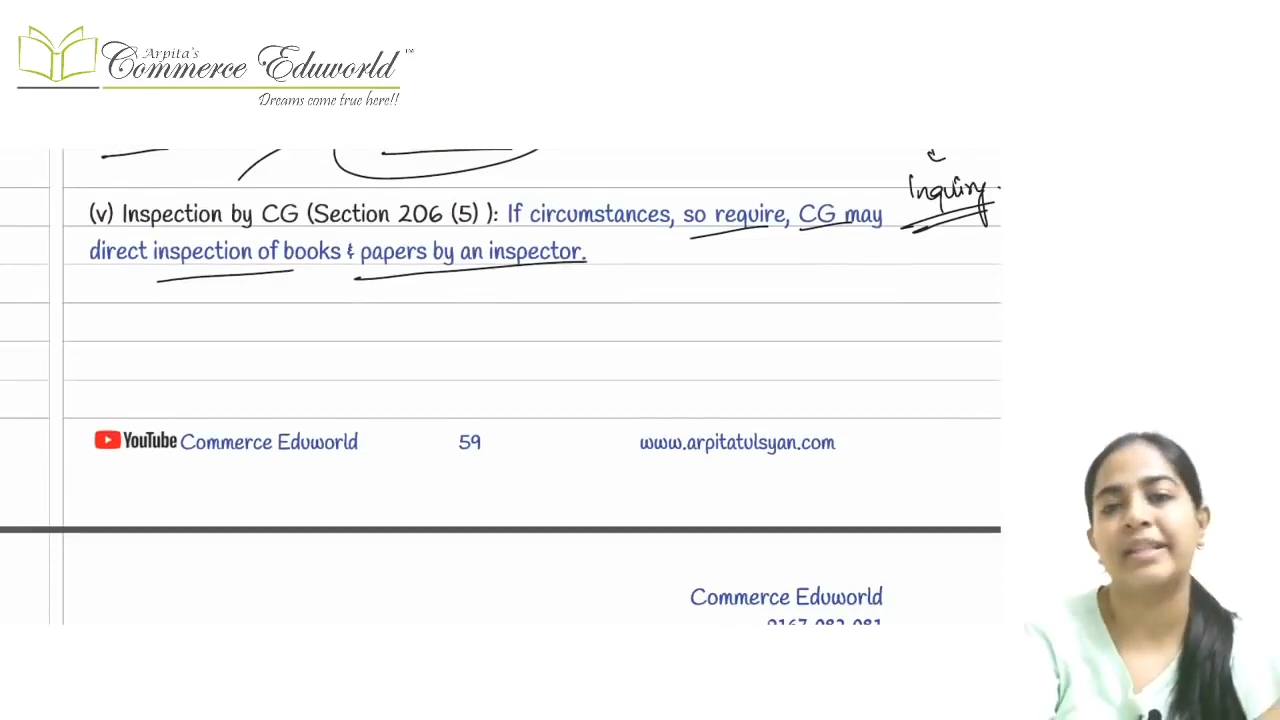 Arpita's
Commerce Eduworld™
Dreams come true here!!
Inquiry
(v) Inspection by CG (Section 206 (5) ): If circumstances, so require, CG may
direct inspection of books & papers by an inspector.
YouTube Commerce Eduworld 59 www.arpitatulsyan.com
Commerce Eduworld